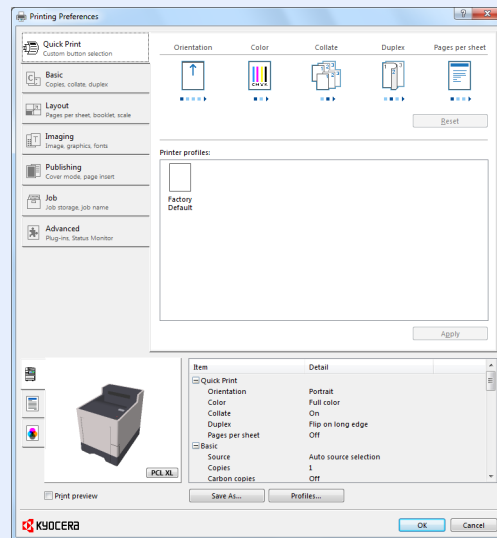 Printing Preferences
Quick Print
Custom button selection
Basic
Copies, collate, duplex
Layout
Pages per sheet, booklet, scale
Imaging
Image, graphics, fonts
Publishing
Cover mode, page insert
Job
Job storage, job name
Advanced
Plug-ins, Status Monitor
Orientation Color Collate Duplex Pages per sheet
CMYK
1 2 3
Reset
Printer profiles:
Factory
Default
Apply
PCL XL
Print preview
Item Detail
Quick Print
Orientation Portrait
Color Full color
Collate On
Duplex Flip on long edge
Pages per sheet Off
Basic
Source Auto source selection
Copies 1
Carbon copies Off
Save As... Profiles...
KYOCERA
OK Cancel